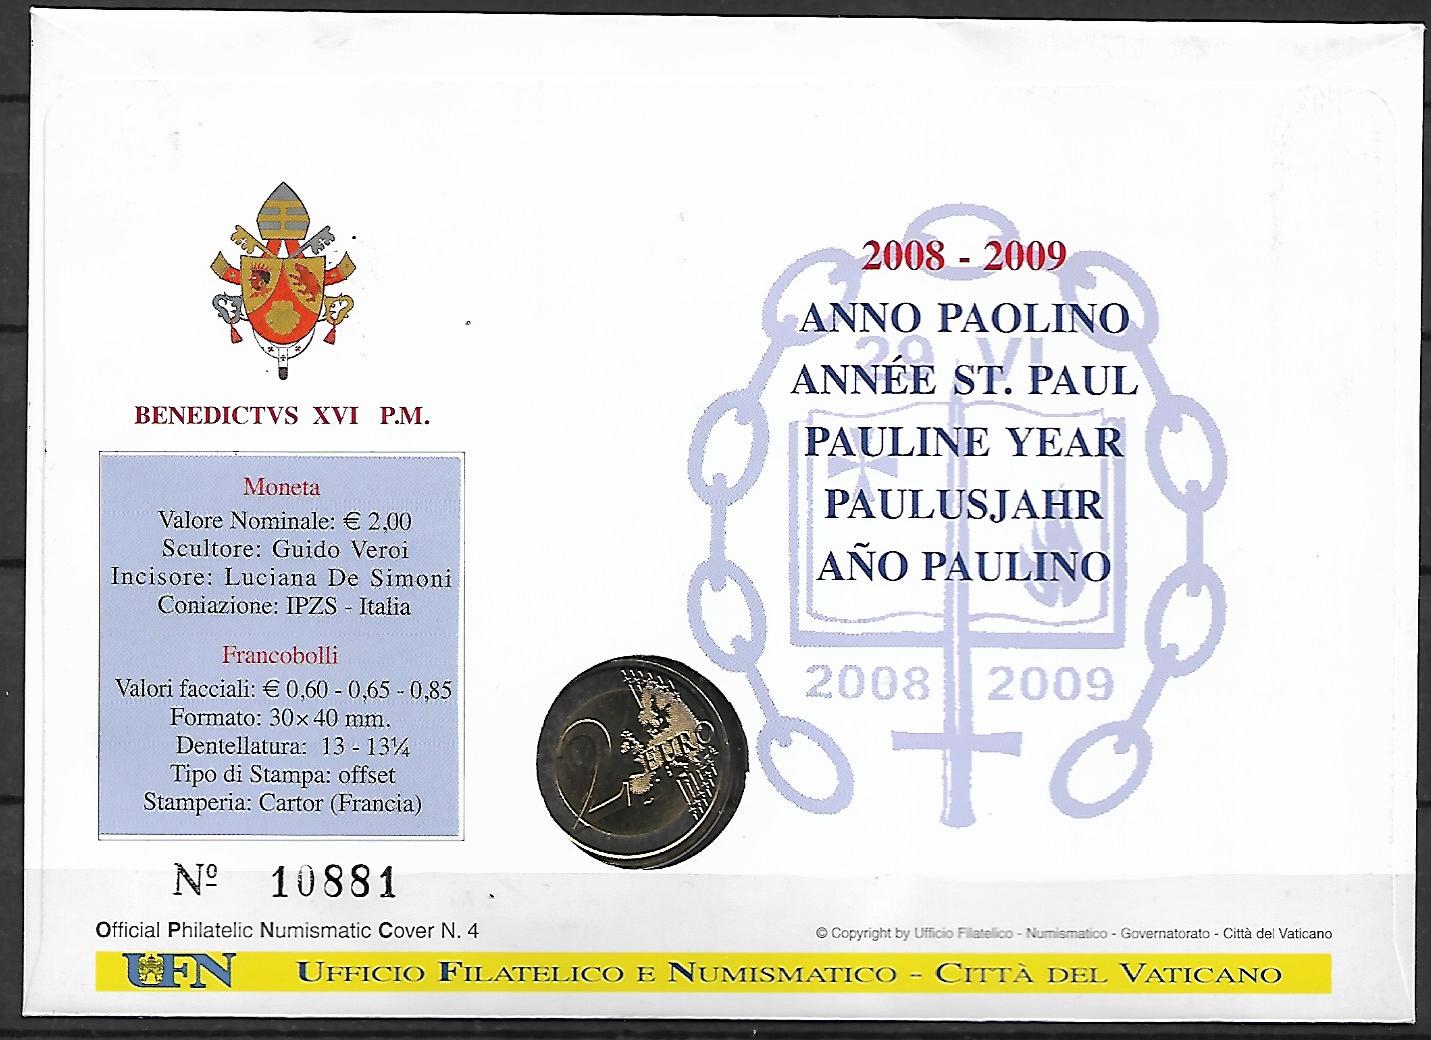 BENEDICTVS XVI P.M.
Moneta
Valore Nominale: € 2,00
Scultore: Guido Veroi
Incisore: Luciana De Simoni
Coniazione: IPZS - Italia
Francobolli
Valori facciali: € 0,60 - 0,65 - 0,85
Formato: 30×40 mm.
Dentellatura: 13 - 13¼
Tipo di Stampa: offset
Stamperia: Cartor (Francia)
Nº 10881
Official Philatelic Numismatic Cover N. 4
2008 - 2009
ANNO PAOLINO
29 VI
ANNÉE ST. PAUL
PAULINE YEAR
PAULUSJAHR
AÑO PAULINO
2008 2009
2 EURO
© Copyright by Ufficio Filatelico - Numismatico - Governatorato - Città del Vaticano
UFN UFFICIO FILATELICO E NUMISMATICO - CITTÀ DEL VATICANO